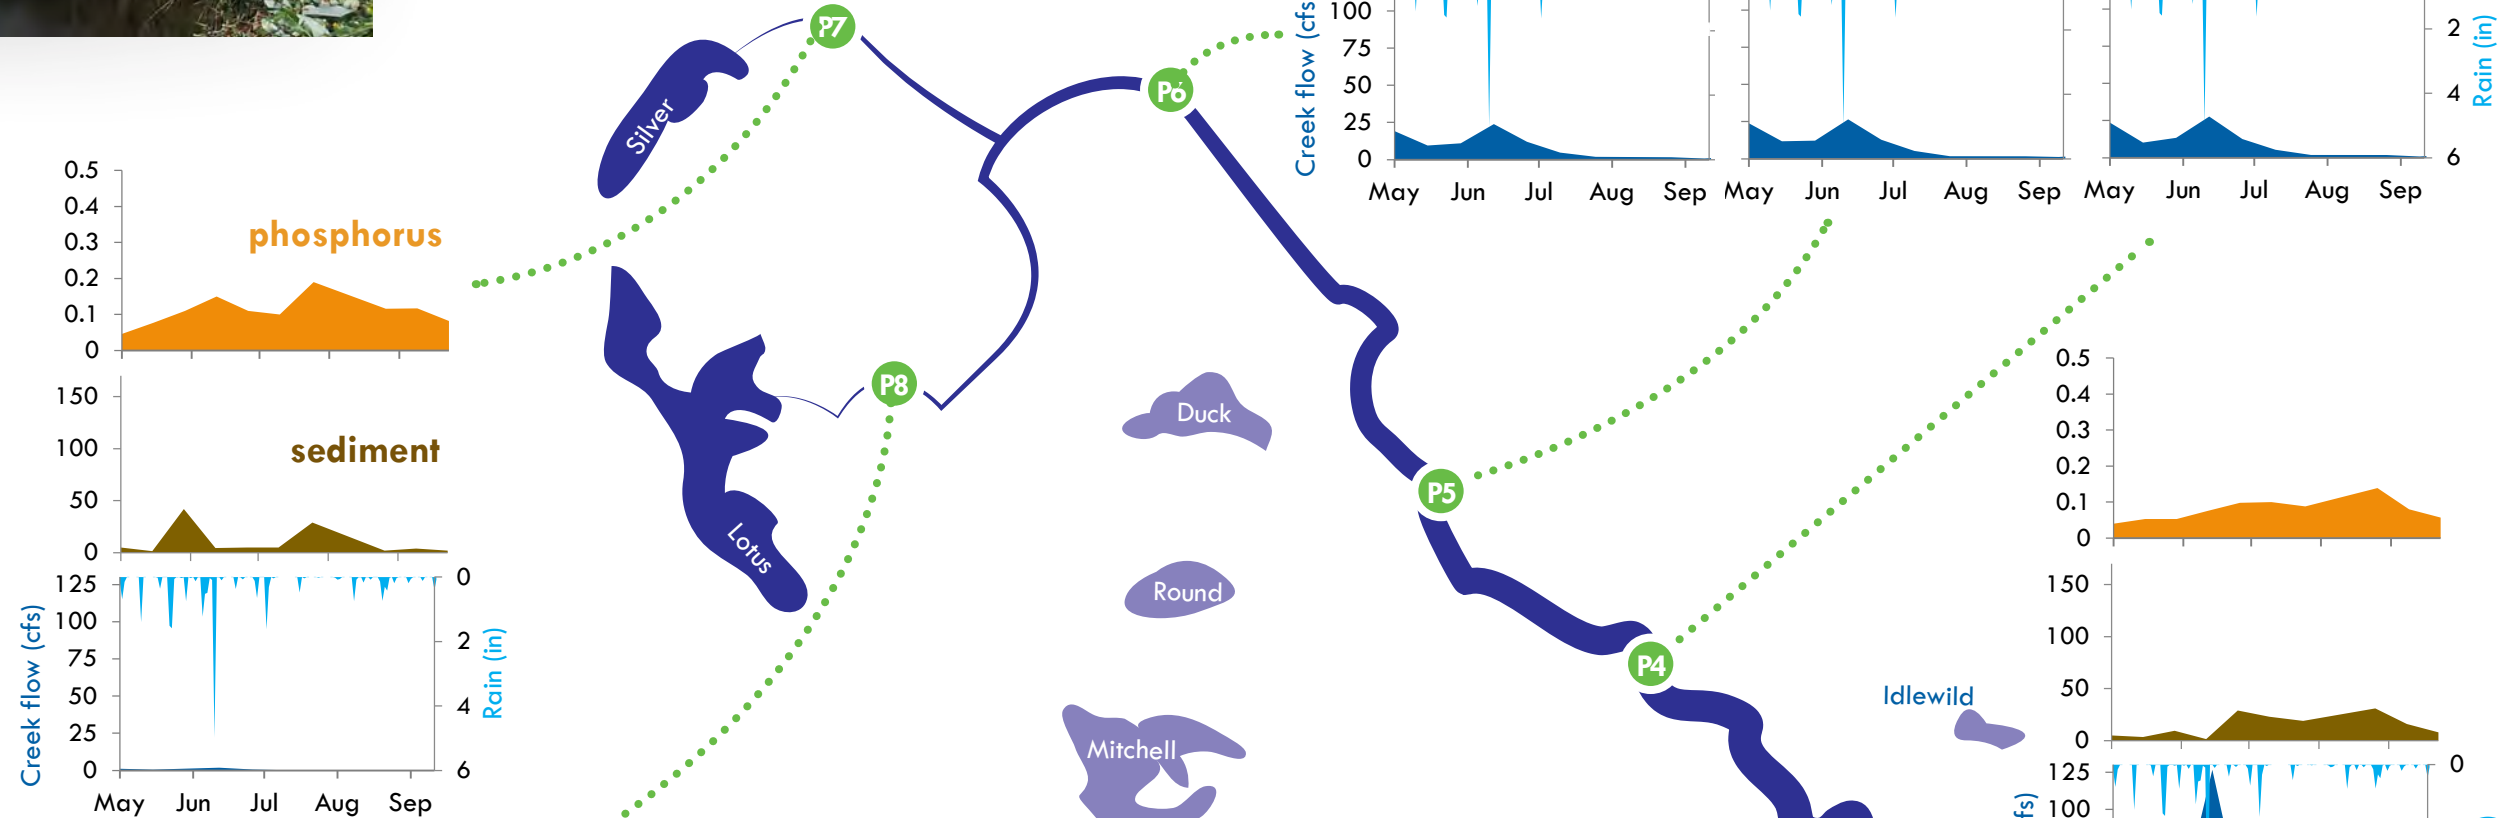 P7
P6
Silver
100
75
50
25
0
Creek flow (cfs
May Jun Jul Aug Sep
May Jun Jul Aug Sep
May Jun Jul Aug Sep
2
4
6
Rain (in)
0.5
0.4
0.3
0.2
0.1
0
phosphorus
150
100
50
0
sediment
125
100
75
50
25
0
Creek flow (cfs)
0
2
4
6
Rain (in)
May Jun Jul Aug Sep
P8
Lotus
Duck
Round
Mitchell
P5
P4
Idlewild
0.5
0.4
0.3
0.2
0.1
0
150
100
50
0
125
100
0
cfs)